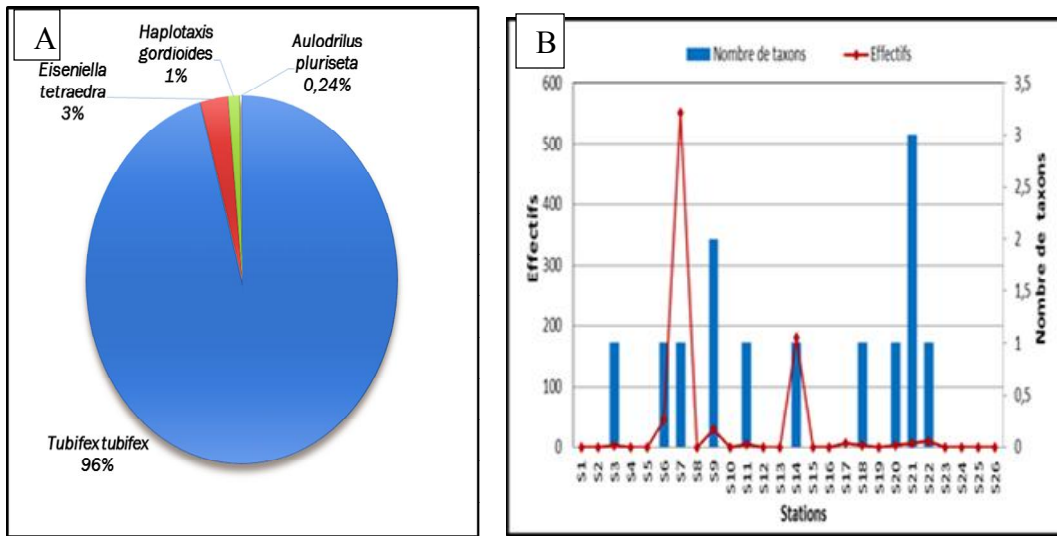 A
Haplotaxis
gordioides
1%
Aulodrilus
pluriseta
0,24%
Eiseniella
tetraedra
3%
Tubifex tubifex
96%
B
Nombre de taxons
Effectifs
600
500
400
300
200
100
0
Effectifs
3,5
3
2,5
2
1,5
1
0,5
0
Nombre de taxons
S1
S2
S3
S4
S5
S6
S7
S8
S9
S10
S11
S12
S13
S14
S15
S16
S17
S18
S19
S20
S21
S22
S23
S24
S25
S26
Stations